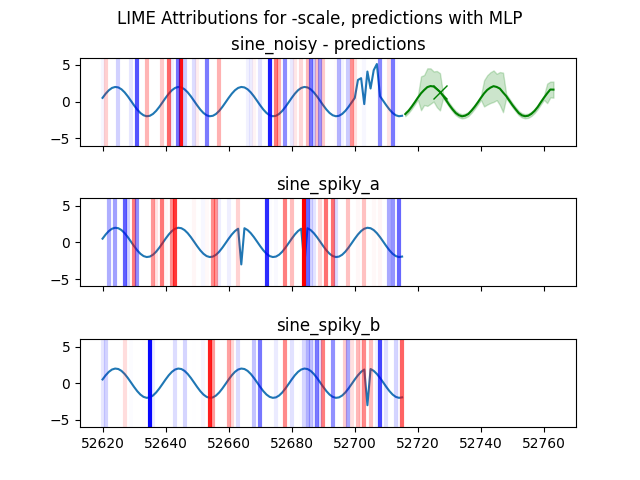 LIME Attributions for -scale, predictions with MLP
sine_noisy - predictions
5
0
−5
sine_spiky_a
5
0
−5
sine_spiky_b
5
0
−5
52620 52640 52660 52680 52700 52720 52740 52760